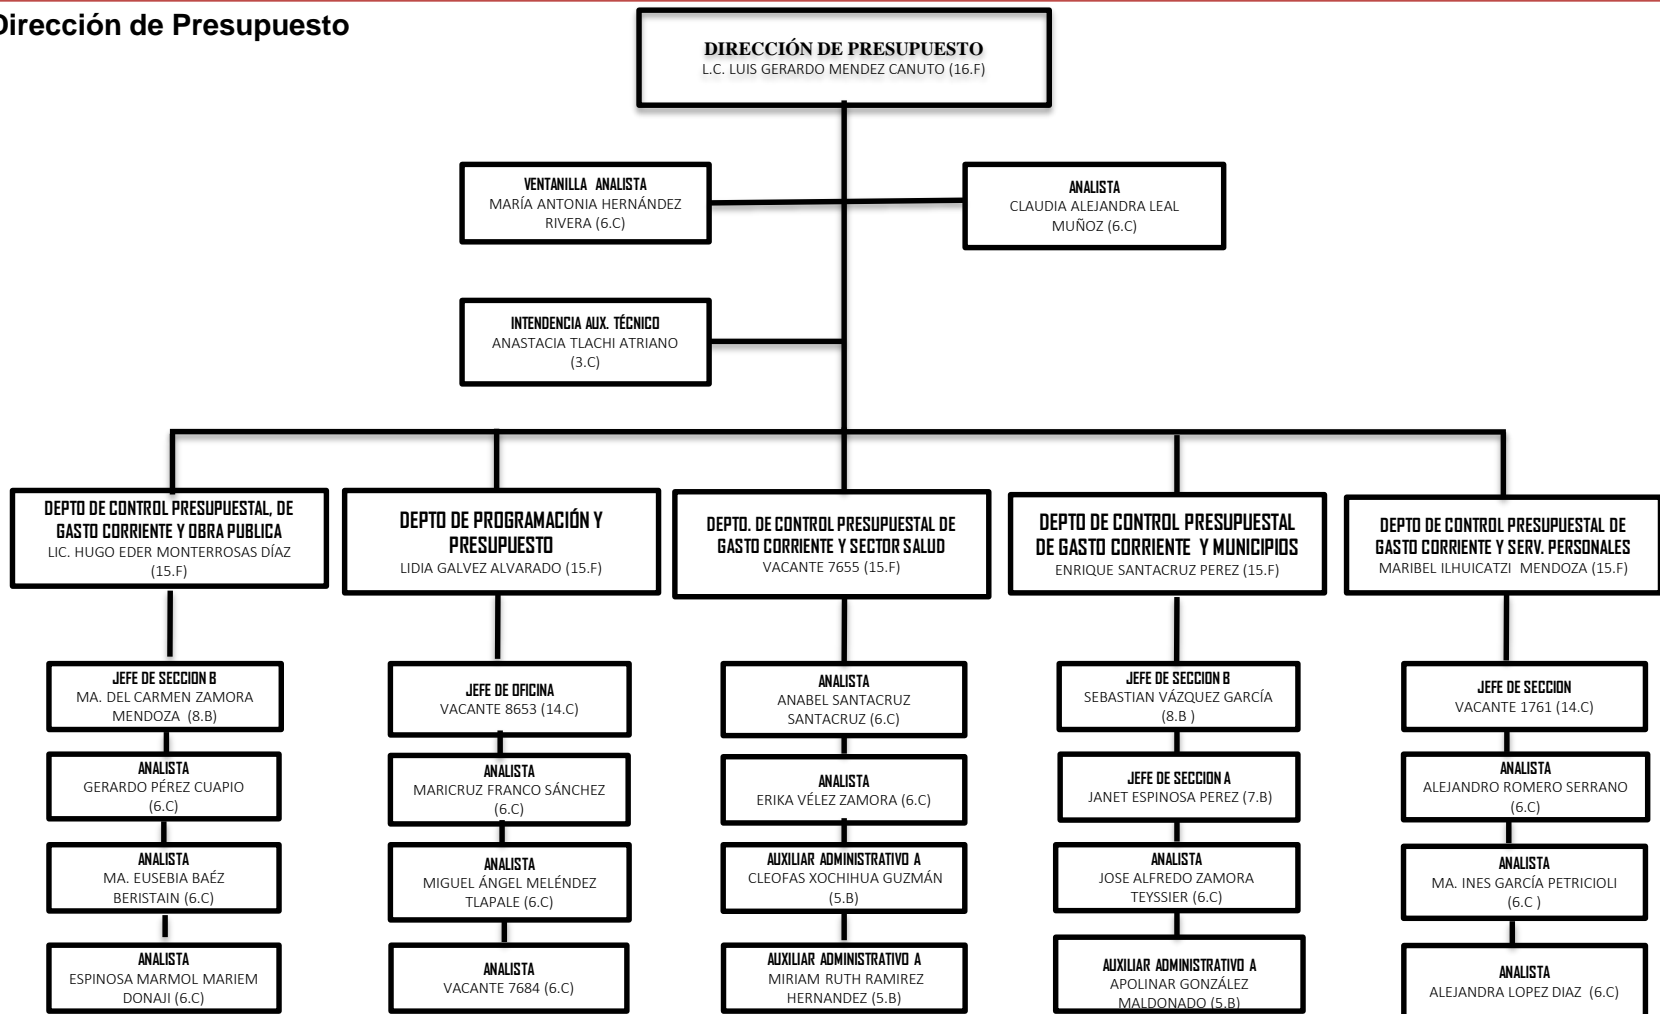 Dirección de Presupuesto
DIRECCIÓN DE PRESUPUESTO
L.C. LUIS GERARDO MENDEZ CANUTO (16.F)
VENTANILLA ANALISTA
MARÍA ANTONIA HERNÁNDEZ
RIVERA (6.C)
ANALISTA
CLAUDIA ALEJANDRA LEAL
MUÑOZ (6.C)
INTENDENCIA AUX. TÉCNICO
ANASTACIA TLACHI ATRIANO
(3.C)
DEPTO DE CONTROL PRESUPUESTAL, DE
GASTO CORRIENTE Y OBRA PUBLICA
LIC. HUGO EDER MONTERROSAS DÍAZ
(15.F)
DEPTO DE PROGRAMACIÓN Y
PRESUPUESTO
LIDIA GALVEZ ALVARADO (15.F)
DEPTO. DE CONTROL PRESUPUESTAL DE
GASTO CORRIENTE Y SECTOR SALUD
VACANTE 7655 (15.F)
DEPTO DE CONTROL PRESUPUESTAL
DE GASTO CORRIENTE Y MUNICIPIOS
ENRIQUE SANTACRUZ PEREZ (15.F)
DEPTO DE CONTROL PRESUPUESTAL DE
GASTO CORRIENTE Y SERV. PERSONALES
MARIBEL ILHUICATZI MENDOZA (15.F)
JEFE DE SECCION B
MA. DEL CARMEN ZAMORA
MENDOZA (8.B)
JEFE DE OFICINA
VACANTE 8653 (14.C)
ANALISTA
ANABEL SANTACRUZ
SANTACRUZ (6.C)
JEFE DE SECCION B
SEBASTIAN VÁZQUEZ GARCÍA
(8.B )
JEFE DE SECCION
VACANTE 1761 (14.C)
ANALISTA
GERARDO PÉREZ CUAPIO
(6.C)
ANALISTA
MARICRUZ FRANCO SÁNCHEZ
(6.C)
ANALISTA
ERIKA VÉLEZ ZAMORA (6.C)
JEFE DE SECCION A
JANET ESPINOSA PEREZ (7.B)
ANALISTA
ALEJANDRO ROMERO SERRANO
(6.C)
ANALISTA
MA. EUSEBIA BAÉZ
BERISTAIN (6.C)
ANALISTA
MIGUEL ÁNGEL MELÉNDEZ
TLAPALE (6.C)
AUXILIAR ADMINISTRATIVO A
CLEOFAS XOCHIHUA GUZMÁN
(5.B)
ANALISTA
JOSE ALFREDO ZAMORA
TEYSSIER (6.C)
ANALISTA
MA. INES GARCÍA PETRICIOLI
(6.C )
ANALISTA
ESPINOSA MARMOL MARIEM
DONAJI (6.C)
ANALISTA
VACANTE 7684 (6.C)
AUXILIAR ADMINISTRATIVO A
MIRIAM RUTH RAMIREZ
HERNANDEZ (5.B)
AUXILIAR ADMINISTRATIVO A
APOLINAR GONZÁLEZ
MALDONADO (5.B)
ANALISTA
ALEJANDRA LOPEZ DIAZ (6.C)